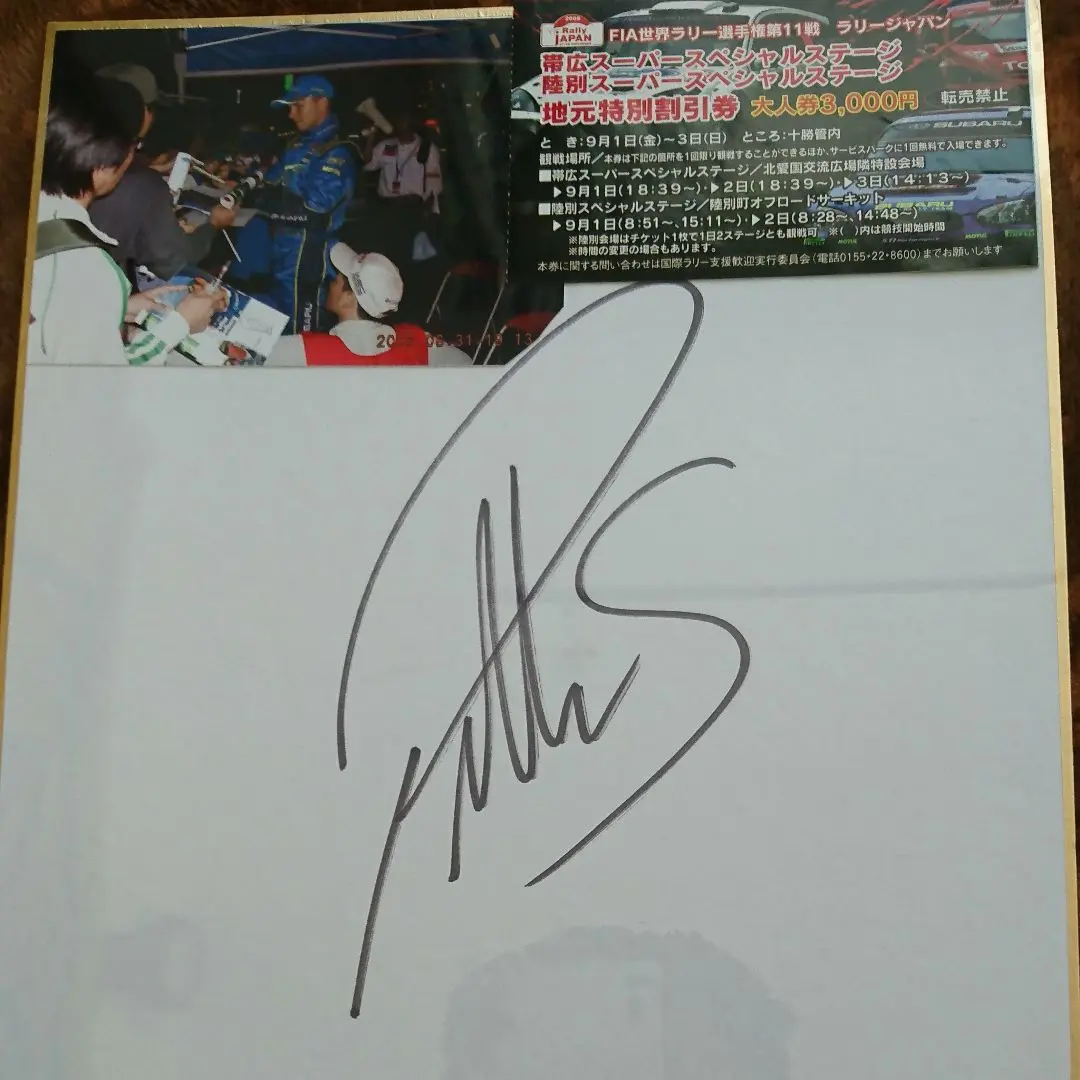 2006
Rally
JAPAN
FIA世界ラリー選手権第11戦 ラリージャパン
帯広スーパースペシャルステージ
陸別スーパースペシャルステージ
地元特別割引券 大人券3,000円 転売禁止
と き:9月1日(金)~3日(日) ところ:十勝管内
観戦場所/本券は下記の箇所を1回限り観戦することができるほか、サービスパークに1回無料で入場できます。
■帯広スーパースペシャルステージ/北愛国交流広場隣特設会場
▶9月1日(18:39~)・▶2日(18:39~)・▶3日(14:13~)
■陸別スペシャルステージ/陸別町オフロードサーキット
▶9月1日(8:51~、15:11~)・▶2日(8:28~、14:48~)
※陸別会場はチケット1枚で1日2ステージとも観戦可 ※( )内は競技開始時間
※時間の変更の場合もあります。
本券に関する問い合わせは国際ラリー支援歓迎実行委員会(電話0155・22・8600)までお願いします
SUBARU
SUBARU
MOTUL
MOTUL
SUBARU